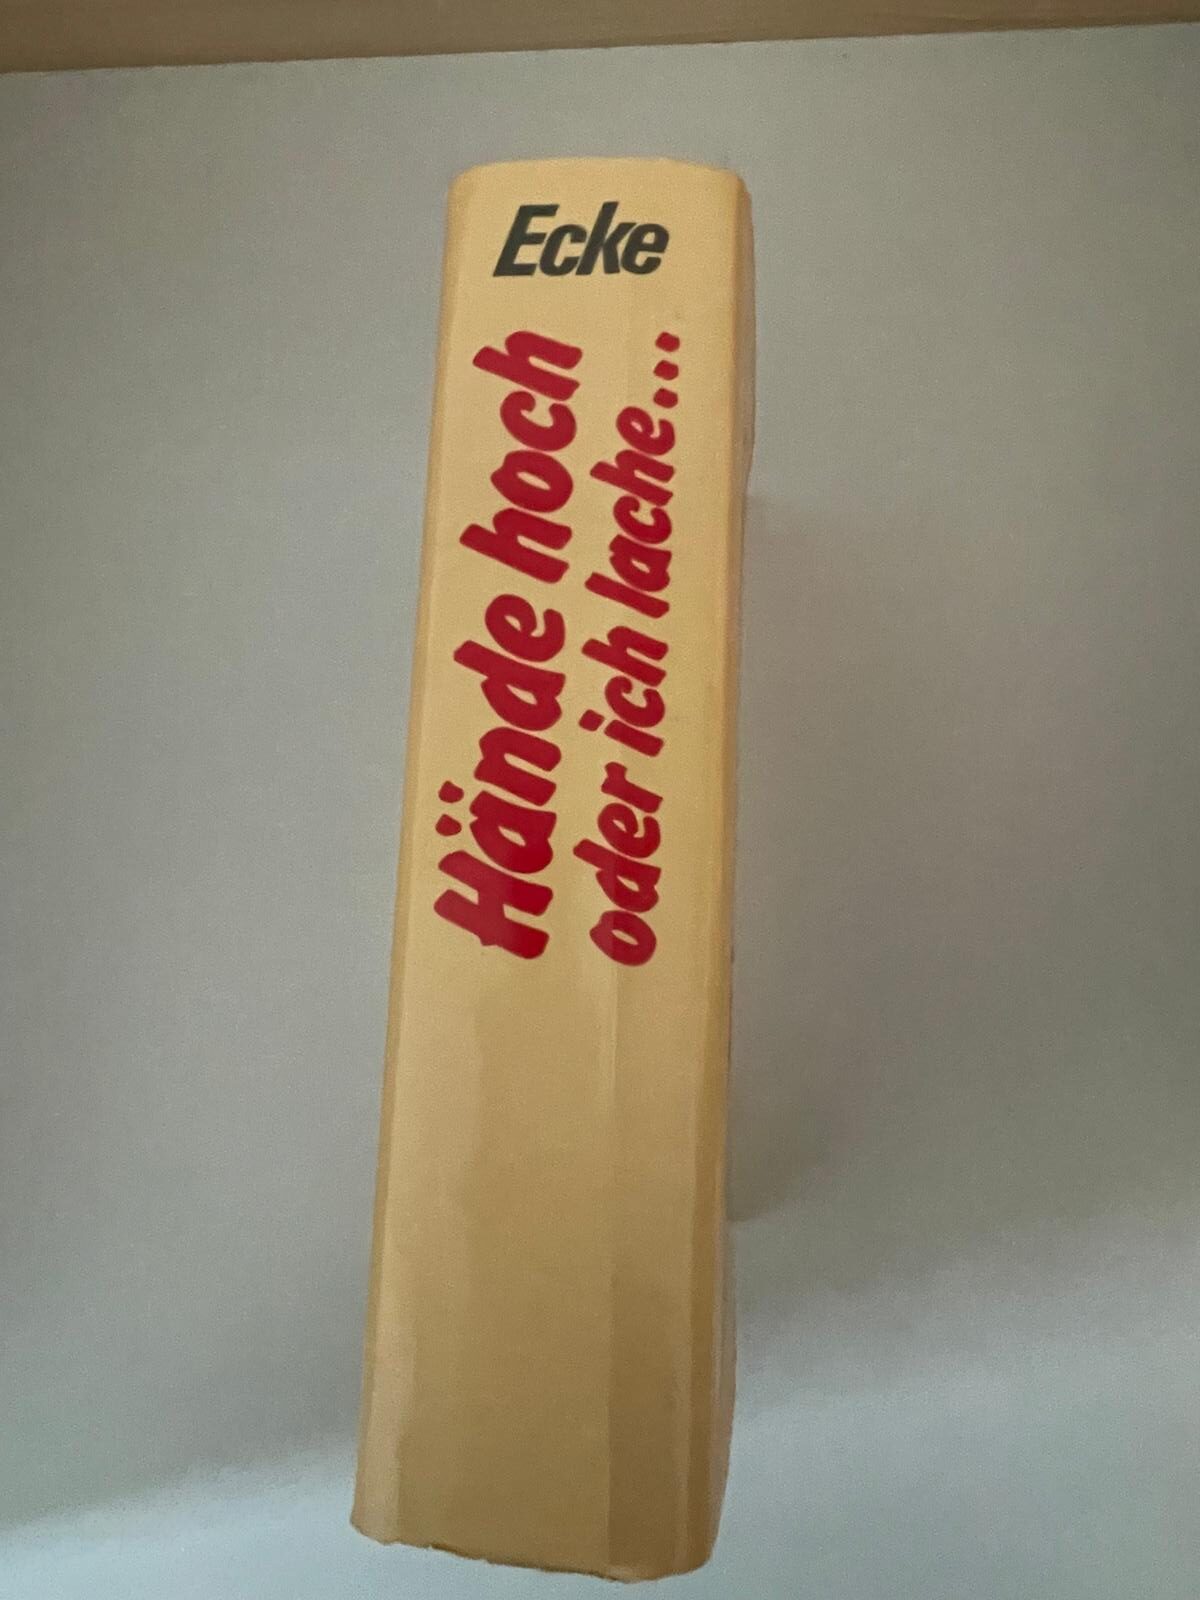 Ecke
Hände hoch
oder ich lache...